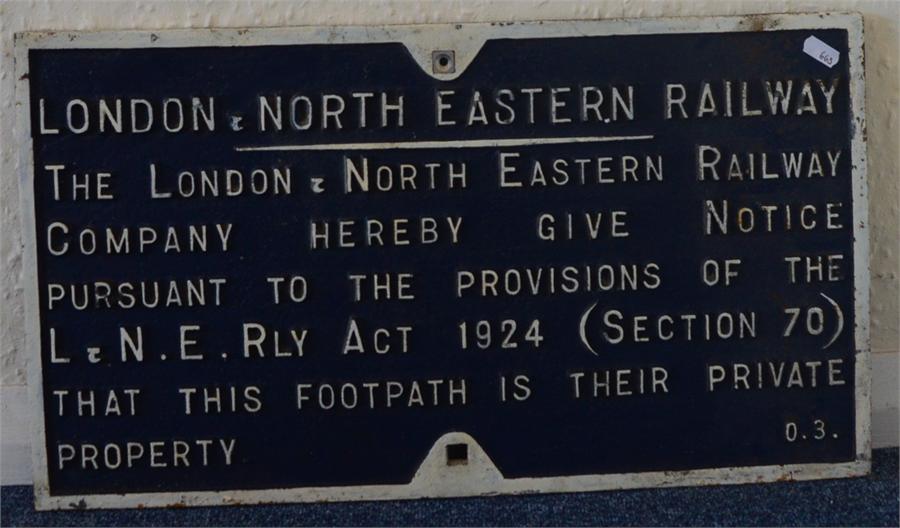 LONDON & NORTH EASTERN RAILWAY
THE LONDON & NORTH EASTERN RAILWAY
COMPANY HEREBY GIVE NOTICE
PURSUANT TO THE PROVISIONS OF THE
L & N. E. RLY ACT 1924 (SECTION 70)
THAT THIS FOOTPATH IS THEIR PRIVATE
PROPERTY
O. 3.
663